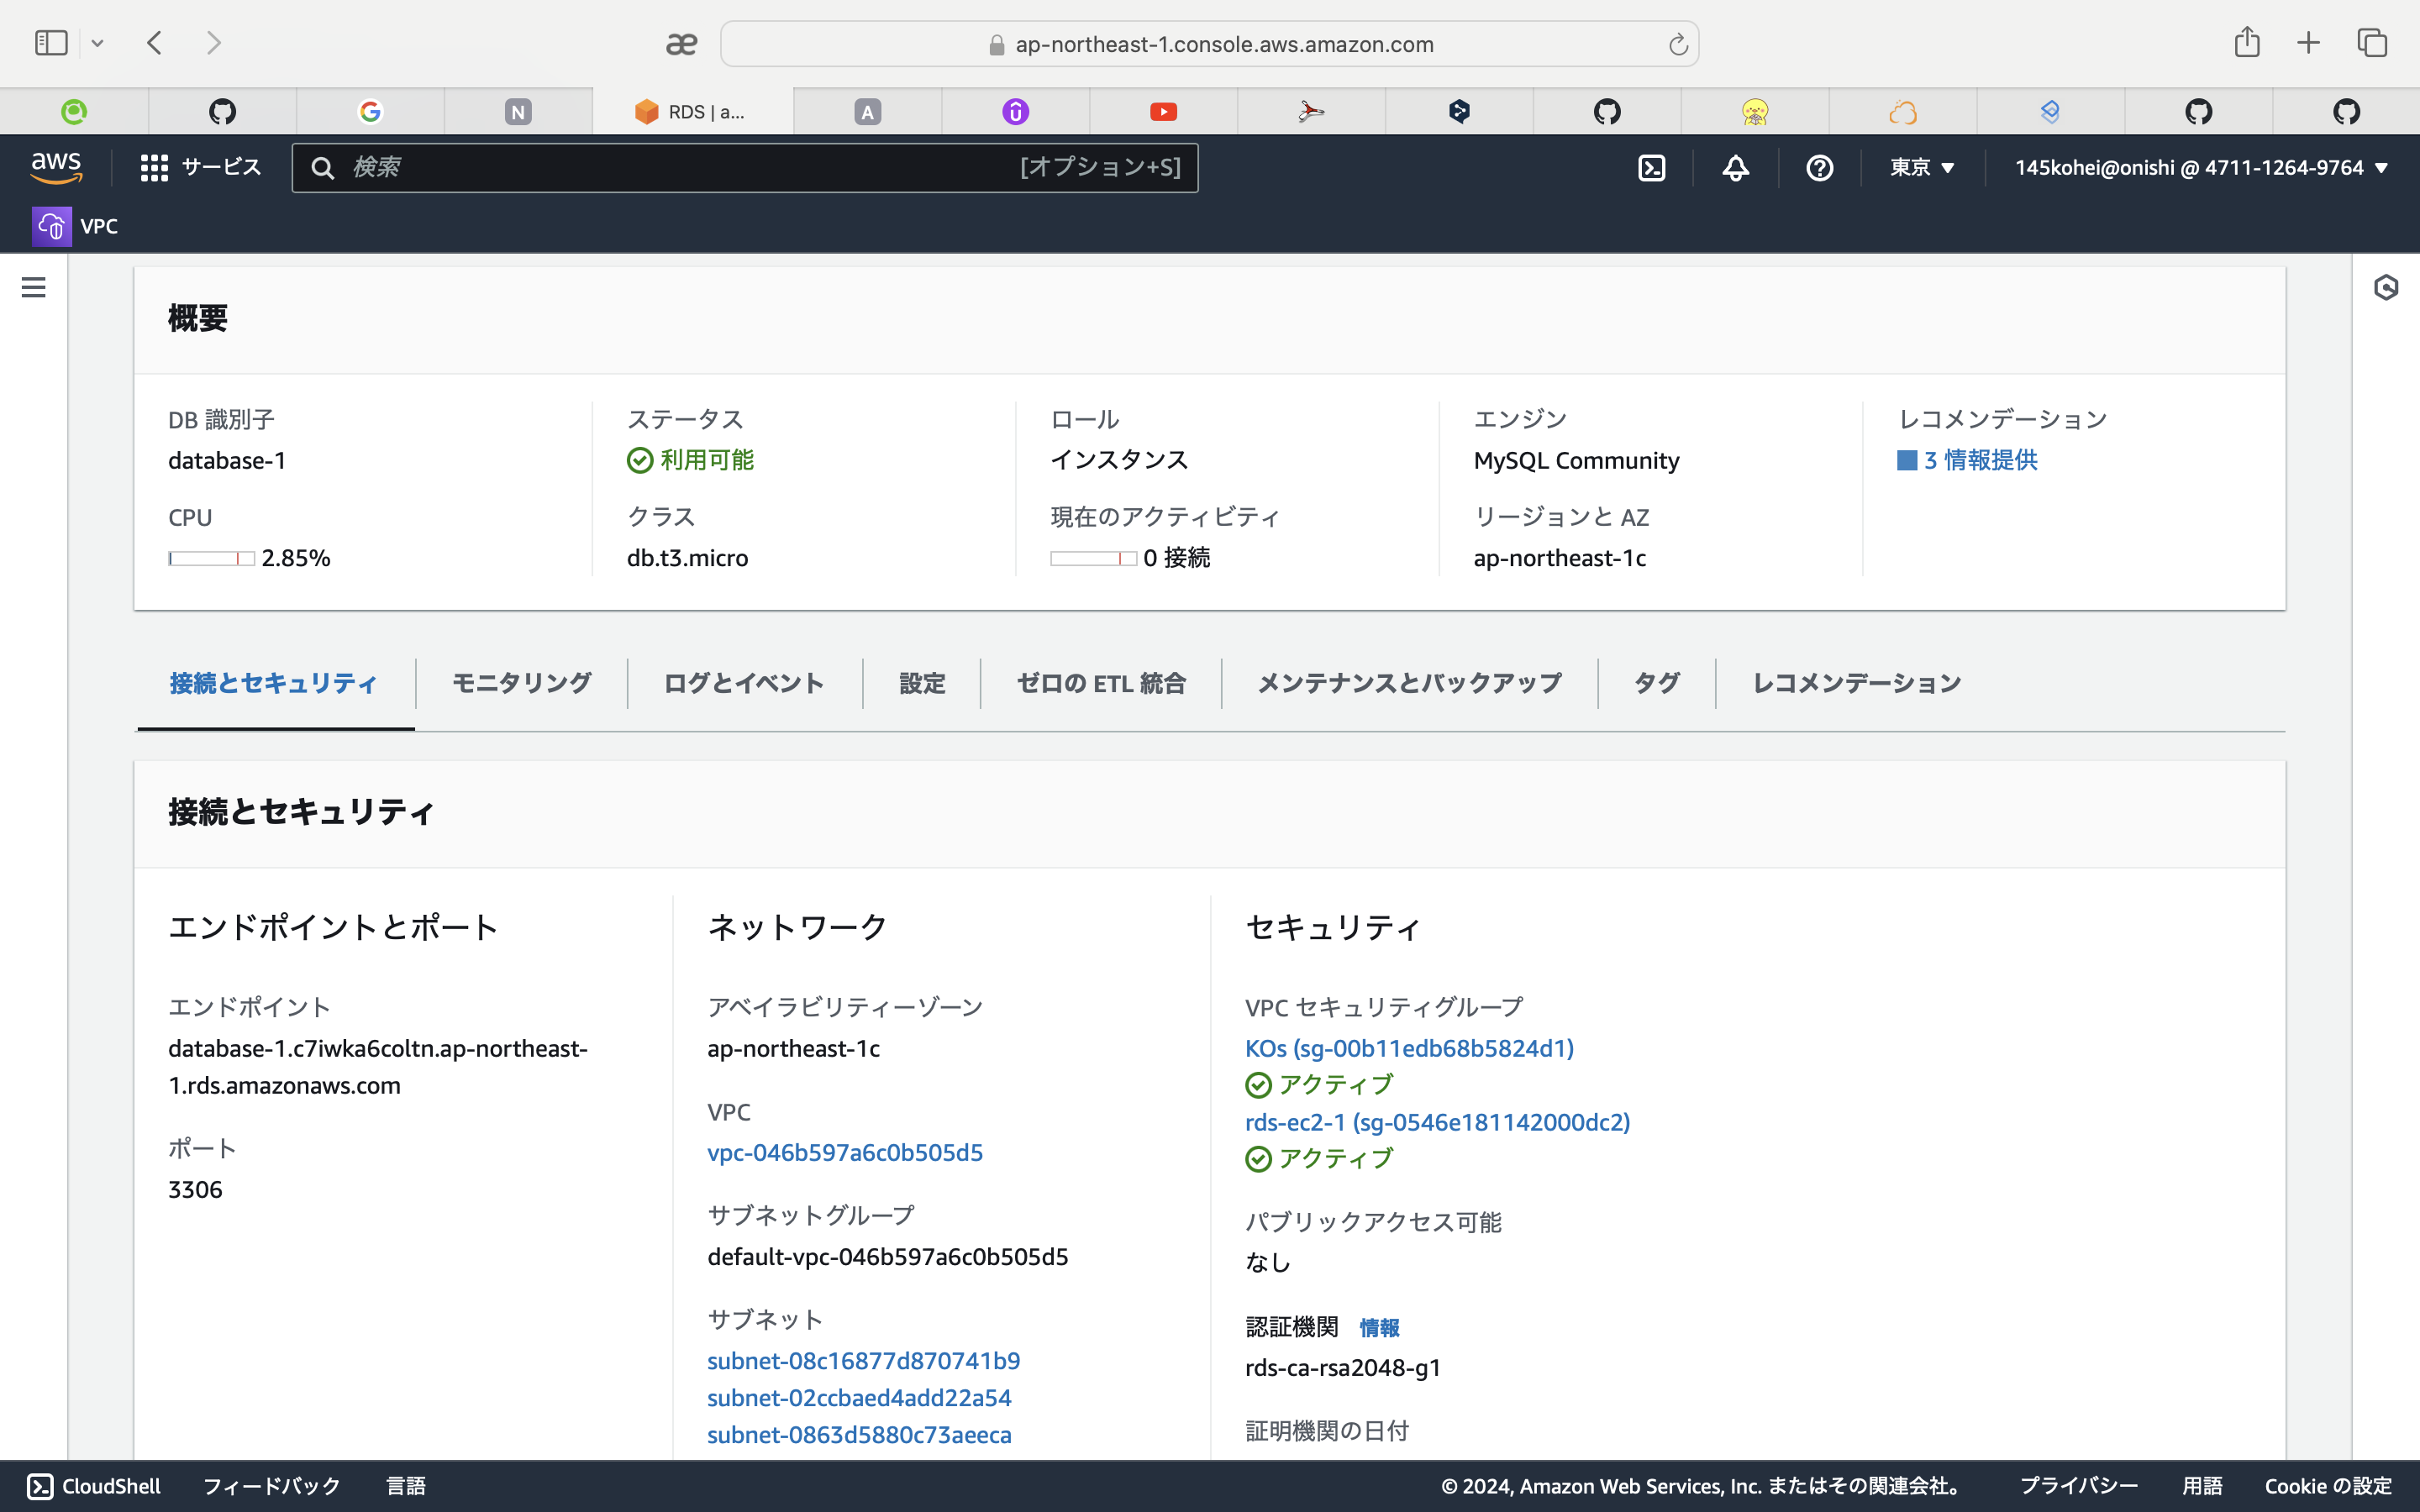 æ
ap-northeast-1.console.aws.amazon.com
N
RDS | a...
A
aws
サービス
検索
[オプション+S]
東京
145kohei@onishi @ 4711-1264-9764
VPC
概要
DB 識別子
database-1
ステータス
利用可能
ロール
インスタンス
エンジン
MySQL Community
レコメンデーション
3 情報提供
CPU
2.85%
クラス
db.t3.micro
現在のアクティビティ
0 接続
リージョンと AZ
ap-northeast-1c
接続とセキュリティ
モニタリング
ログとイベント
設定
ゼロの ETL 統合
メンテナンスとバックアップ
タグ
レコメンデーション
接続とセキュリティ
エンドポイントとポート
エンドポイント
database-1.c7iwka6coltn.ap-northeast-
1.rds.amazonaws.com
ポート
3306
ネットワーク
アベイラビリティーゾーン
ap-northeast-1c
VPC
vpc-046b597a6c0b505d5
サブネットグループ
default-vpc-046b597a6c0b505d5
サブネット
subnet-08c16877d870741b9
subnet-02ccbaed4add22a54
subnet-0863d5880c73aeeca
セキュリティ
VPC セキュリティグループ
KOs (sg-00b11edb68b5824d1)
アクティブ
rds-ec2-1 (sg-0546e181142000dc2)
アクティブ
パブリックアクセス可能
なし
認証機関 情報
rds-ca-rsa2048-g1
証明機関の日付
CloudShell
フィードバック
言語
© 2024, Amazon Web Services, Inc. またはその関連会社。
プライバシー
用語
Cookie の設定